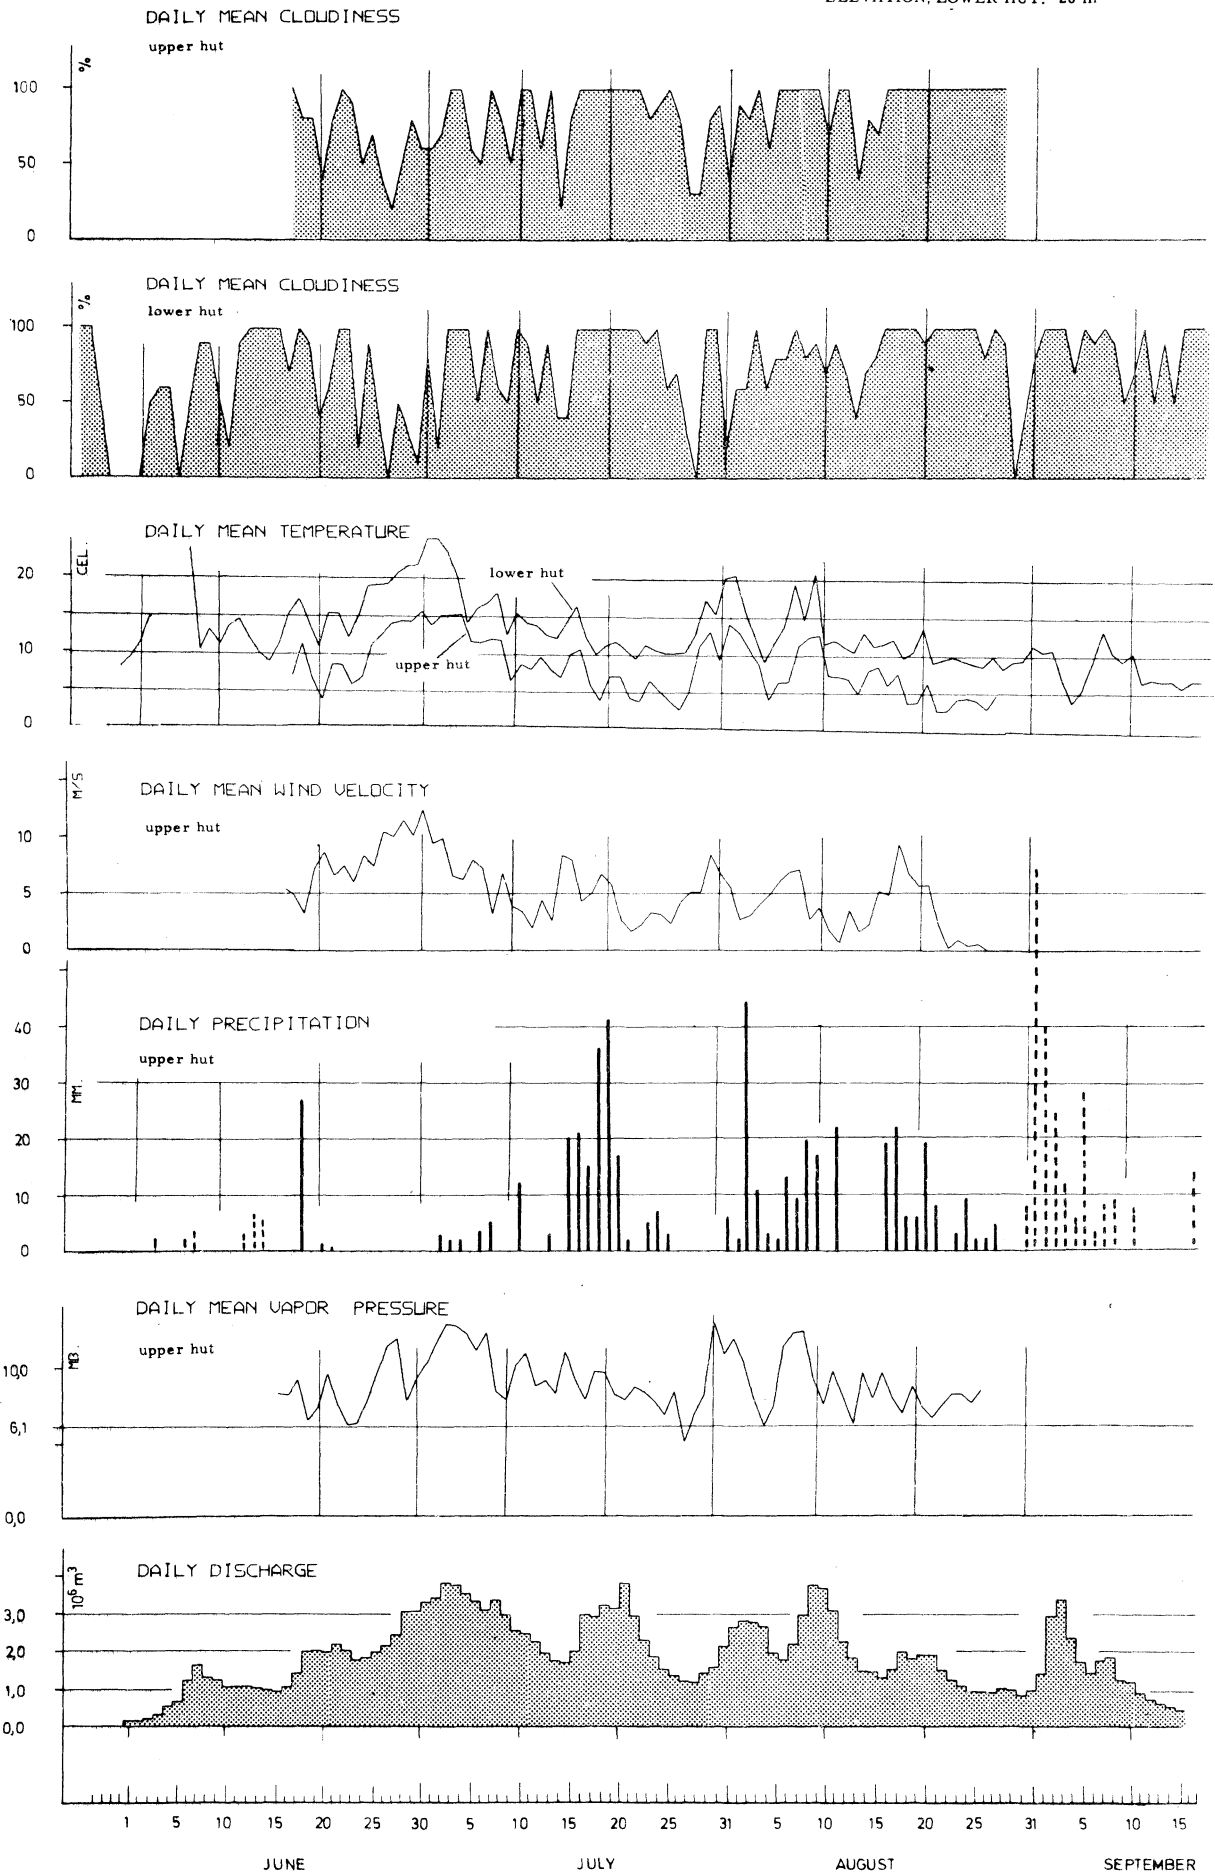 ELEVATION, LOWER HUT: 20 m
DAILY MEAN CLOUDINESS
upper hut
%
100
50
0
DAILY MEAN CLOUDINESS
lower hut
%
100
50
0
DAILY MEAN TEMPERATURE
CEL.
20
10
0
lower hut
upper hut
DAILY MEAN WIND VELOCITY
upper hut
M/S
10
5
0
DAILY PRECIPITATION
upper hut
MM.
40
30
20
10
0
DAILY MEAN VAPOR PRESSURE
upper hut
MB.
10,0
6,1
0,0
DAILY DISCHARGE
10⁶ m³
3,0
2,0
1,0
0,0
1 5 10 15 20 25 30 5 10 15 20 25 31 5 10 15 20 25 31 5 10 15
JUNE JULY AUGUST SEPTEMBER